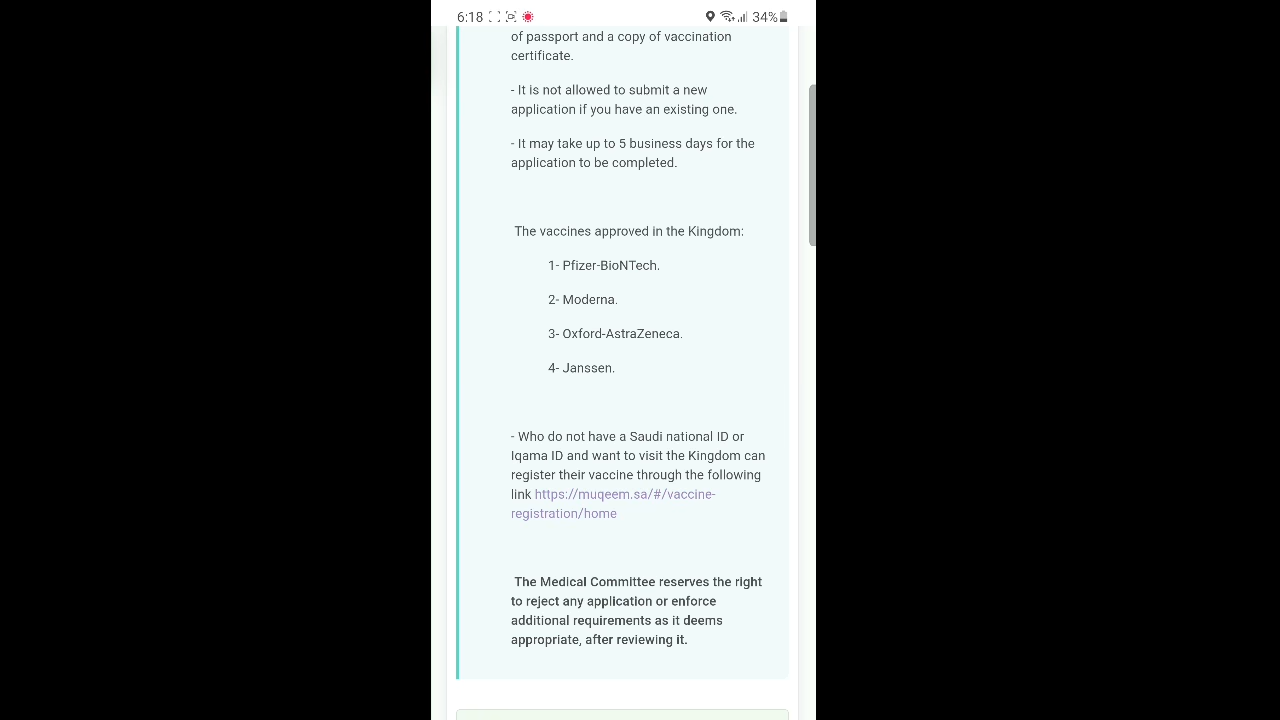 6:18 34%
of passport and a copy of vaccination
certificate.
- It is not allowed to submit a new
application if you have an existing one.
- It may take up to 5 business days for the
application to be completed.
The vaccines approved in the Kingdom:
1- Pfizer-BioNTech.
2- Moderna.
3- Oxford-AstraZeneca.
4- Janssen.
- Who do not have a Saudi national ID or
Iqama ID and want to visit the Kingdom can
register their vaccine through the following
link https://muqeem.sa/#/vaccine-
registration/home
The Medical Committee reserves the right
to reject any application or enforce
additional requirements as it deems
appropriate, after reviewing it.